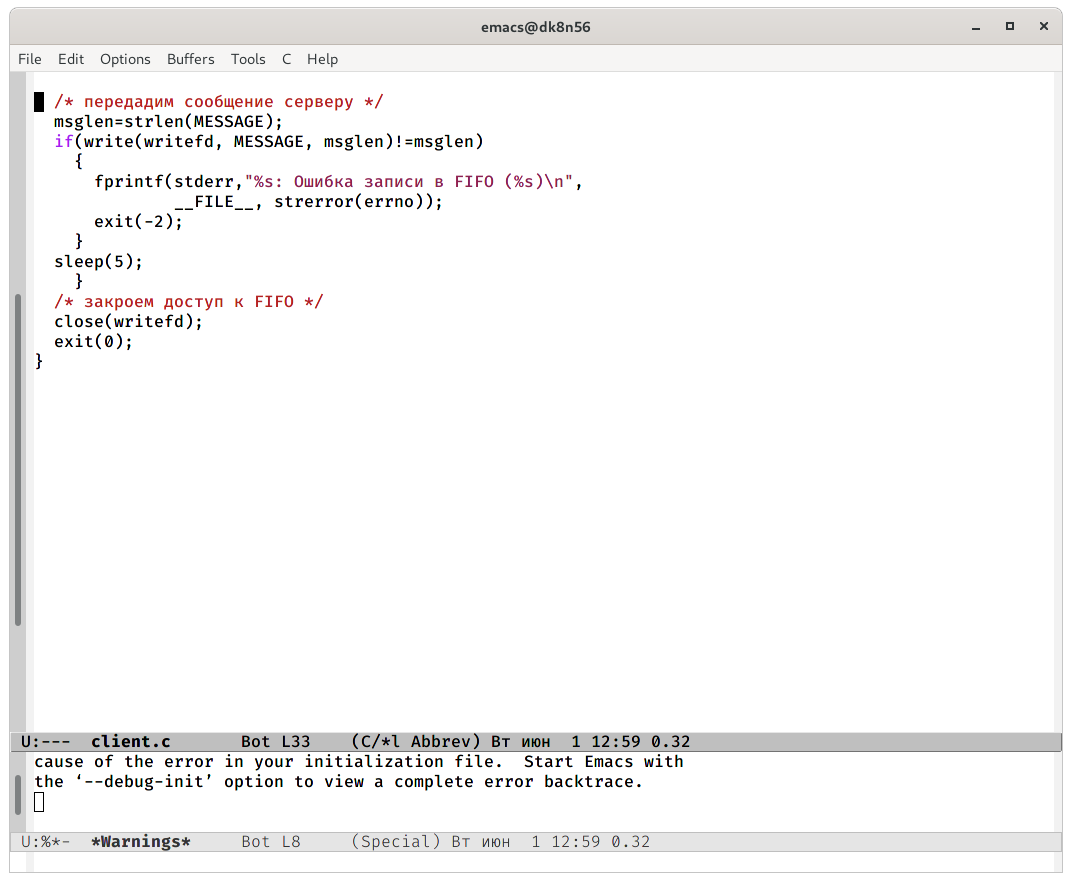 emacs@dk8n56
File Edit Options Buffers Tools C Help
/* передадим сообщение серверу */
msglen=strlen(MESSAGE);
if(write(writefd, MESSAGE, msglen)!=msglen)
{
fprintf(stderr,"%s: Ошибка записи в FIFO (%s)\n",
__FILE__, strerror(errno));
exit(-2);
}
sleep(5);
}
/* закроем доступ к FIFO */
close(writefd);
exit(0);
}
U:--- client.c Bot L33 (C/*l Abbrev) Вт июн 1 12:59 0.32
cause of the error in your initialization file. Start Emacs with
the ‘--debug-init’ option to view a complete error backtrace.
U:%*- *Warnings* Bot L8 (Special) Вт июн 1 12:59 0.32